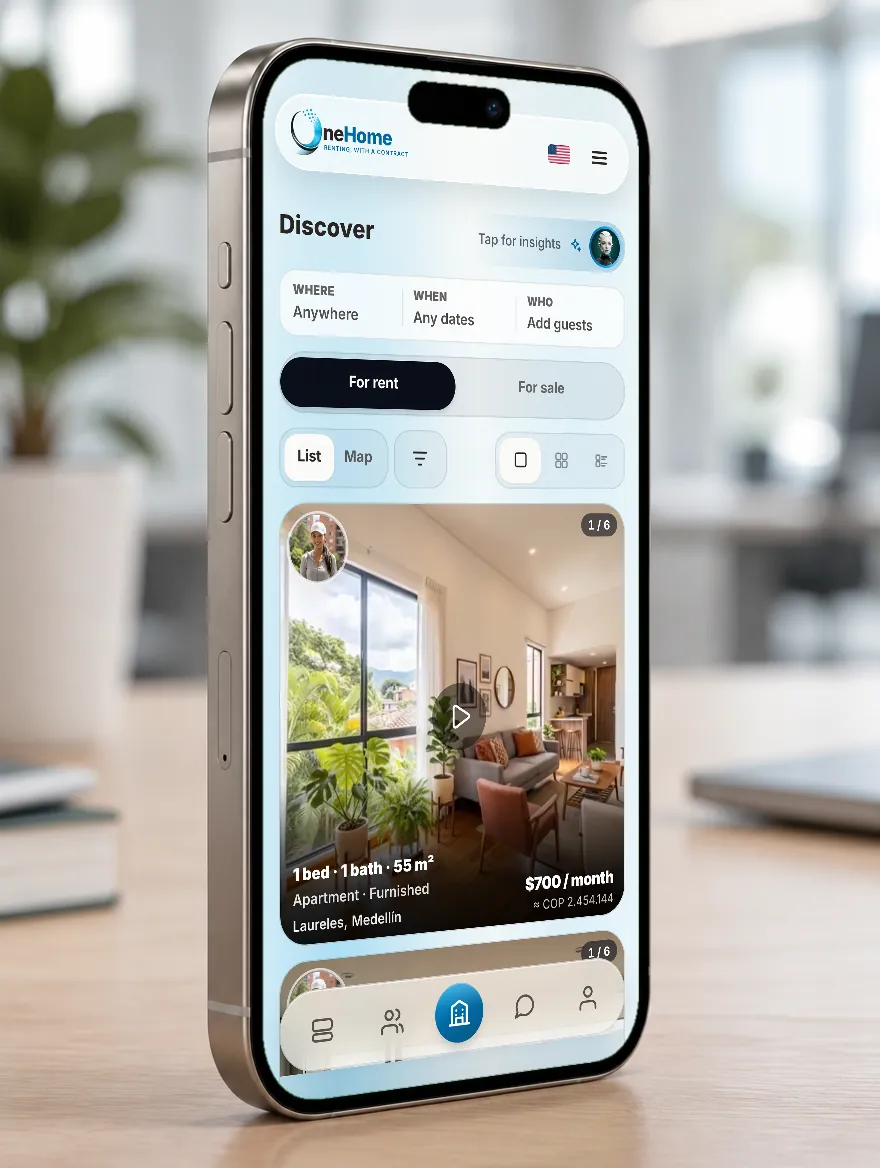 OneHome
RENTING, WITH A CONTRACT
Discover
Tap for insights
WHERE
Anywhere
WHEN
Any dates
WHO
Add guests
For rent
For sale
List
Map
1 / 6
1 bed · 1 bath · 55 m²
Apartment · Furnished
Laureles, Medellín
$700 / month
≈ COP 2.454.144
1 / 6